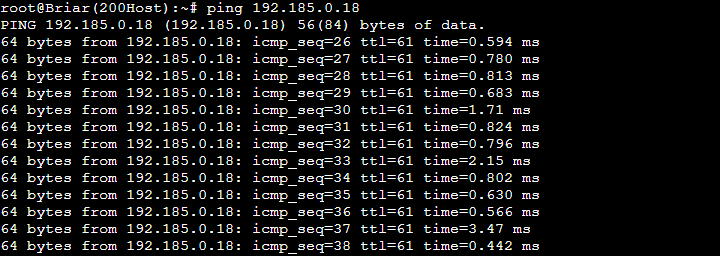 root@Briar(200Host):~# ping 192.185.0.18
PING 192.185.0.18 (192.185.0.18) 56(84) bytes of data.
64 bytes from 192.185.0.18: icmp_seq=26 ttl=61 time=0.594 ms
64 bytes from 192.185.0.18: icmp_seq=27 ttl=61 time=0.780 ms
64 bytes from 192.185.0.18: icmp_seq=28 ttl=61 time=0.813 ms
64 bytes from 192.185.0.18: icmp_seq=29 ttl=61 time=0.683 ms
64 bytes from 192.185.0.18: icmp_seq=30 ttl=61 time=1.71 ms
64 bytes from 192.185.0.18: icmp_seq=31 ttl=61 time=0.824 ms
64 bytes from 192.185.0.18: icmp_seq=32 ttl=61 time=0.796 ms
64 bytes from 192.185.0.18: icmp_seq=33 ttl=61 time=2.15 ms
64 bytes from 192.185.0.18: icmp_seq=34 ttl=61 time=0.802 ms
64 bytes from 192.185.0.18: icmp_seq=35 ttl=61 time=0.630 ms
64 bytes from 192.185.0.18: icmp_seq=36 ttl=61 time=0.566 ms
64 bytes from 192.185.0.18: icmp_seq=37 ttl=61 time=3.47 ms
64 bytes from 192.185.0.18: icmp_seq=38 ttl=61 time=0.442 ms